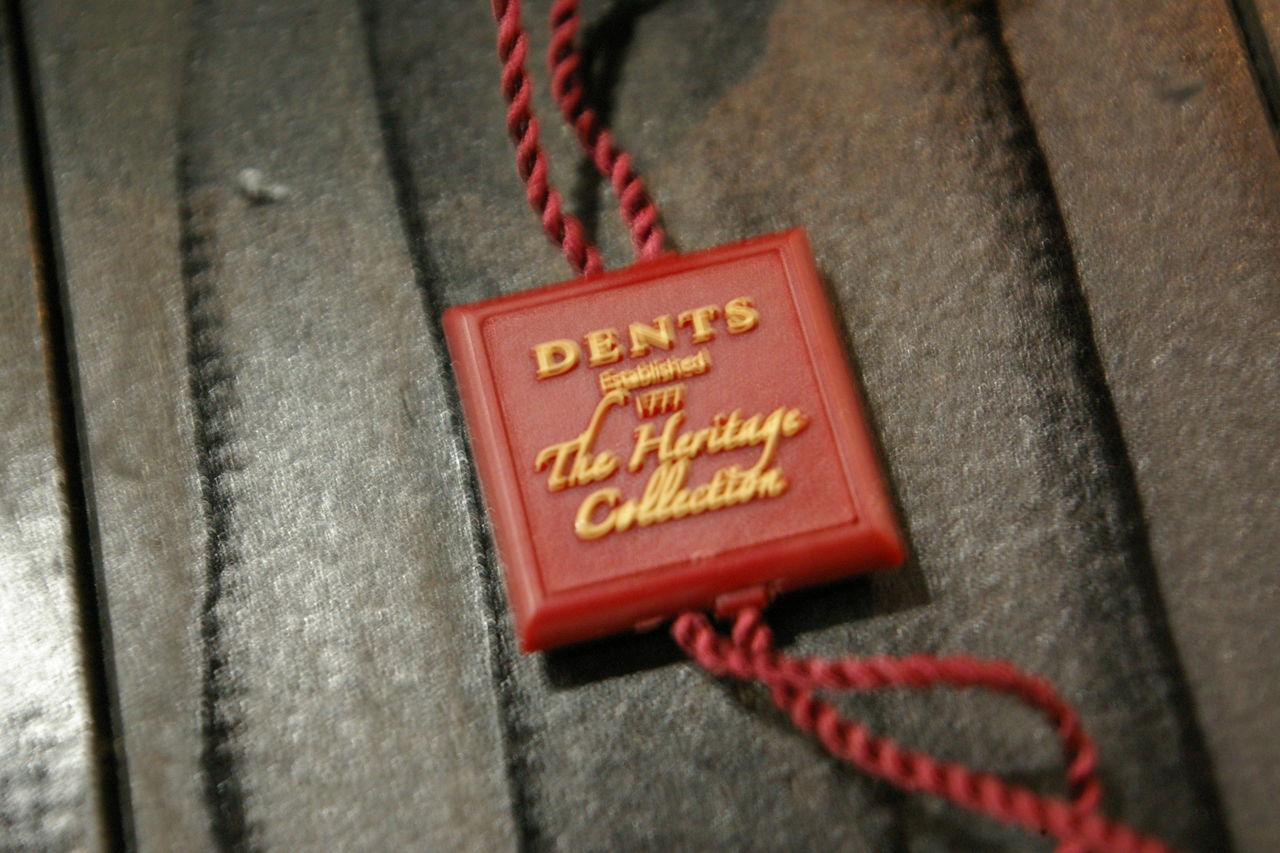 DENTS
Established
1777
The Heritage
Collection